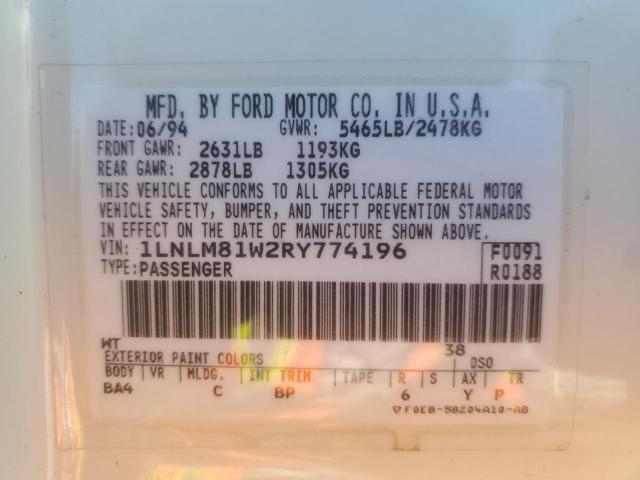 MFD. BY FORD MOTOR CO. IN U.S.A.
DATE: 06/94 GVWR: 5465LB/2478KG
FRONT GAWR: 2631LB 1193KG
REAR GAWR: 2878LB 1305KG
THIS VEHICLE CONFORMS TO ALL APPLICABLE FEDERAL MOTOR
VEHICLE SAFETY, BUMPER, AND THEFT PREVENTION STANDARDS
IN EFFECT ON THE DATE OF MANUFACTURE SHOWN ABOVE.
VIN: 1LNLM81W2RY774196 F0091
TYPE: PASSENGER R0188
WT 38
EXTERIOR PAINT COLORS DSO
BODY VR MLDG. INT TRIM TAPE R S AX TR
BA4 C BP 6 Y P
▽F0EB-58204A10-AB